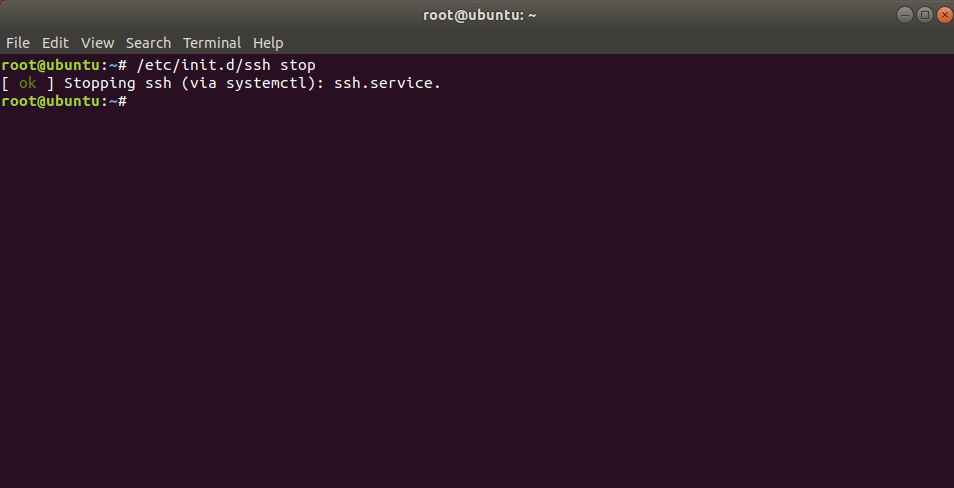 root@ubuntu: ~
File Edit View Search Terminal Help
root@ubuntu:~# /etc/init.d/ssh stop
[ ok ] Stopping ssh (via systemctl): ssh.service.
root@ubuntu:~#